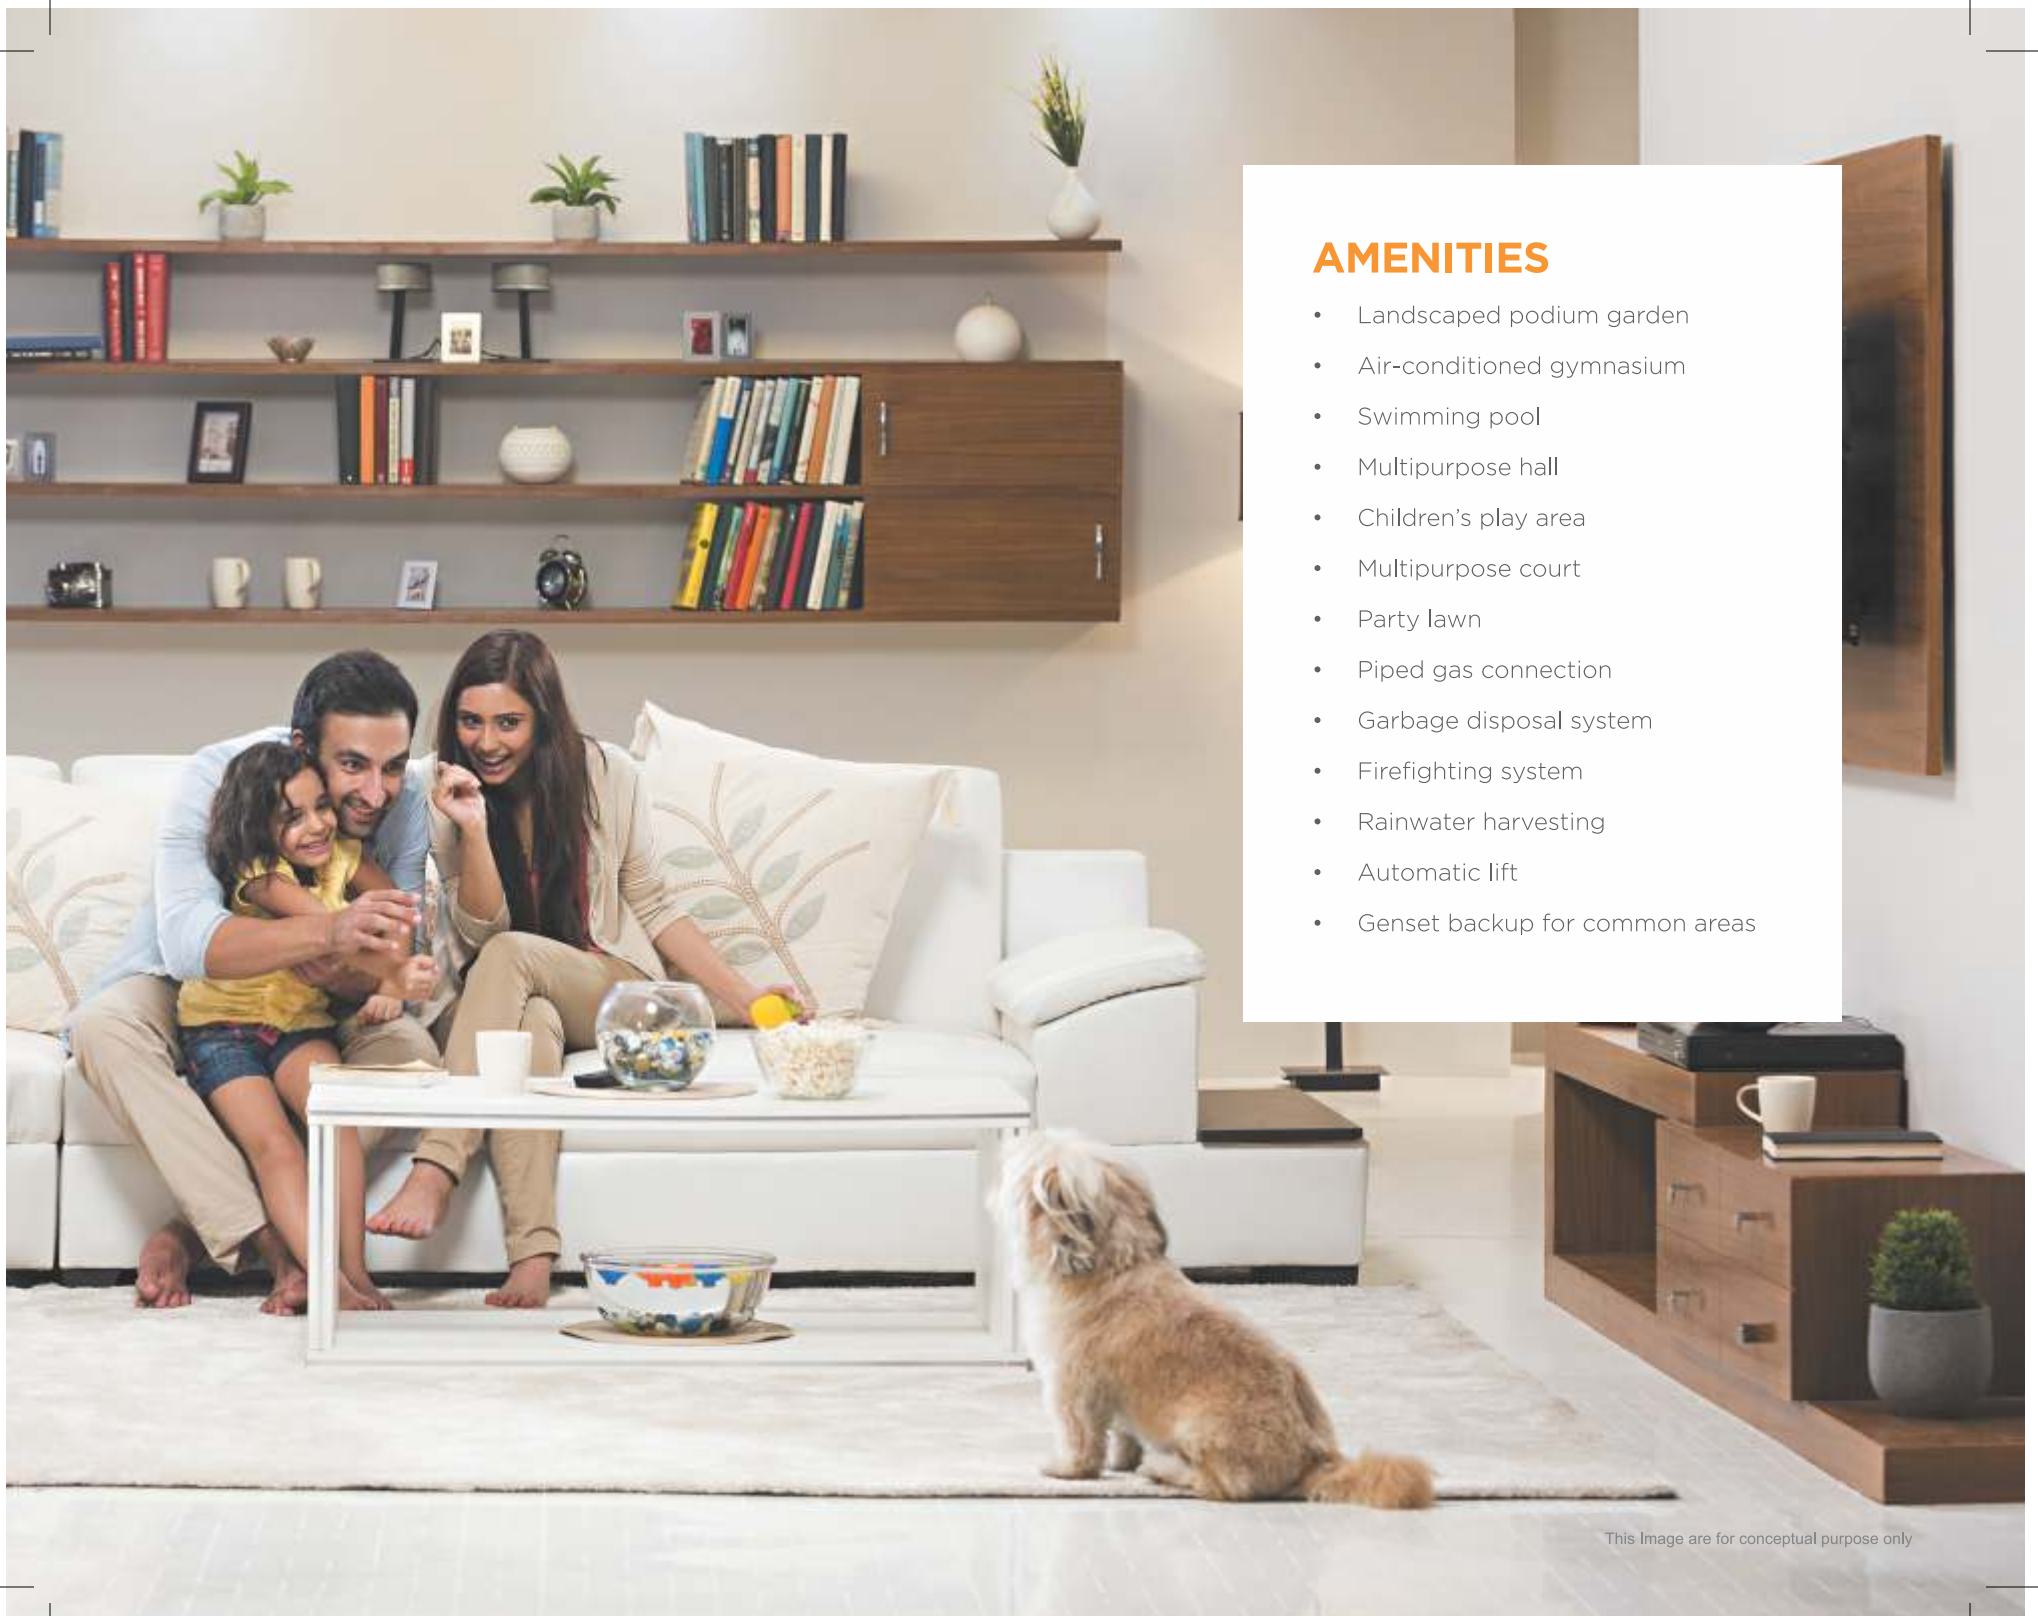 AMENITIES
• Landscaped podium garden
• Air-conditioned gymnasium
• Swimming pool
• Multipurpose hall
• Children's play area
• Multipurpose court
• Party lawn
• Piped gas connection
• Garbage disposal system
• Firefighting system
• Rainwater harvesting
• Automatic lift
• Genset backup for common areas
This Image are for conceptual purpose only